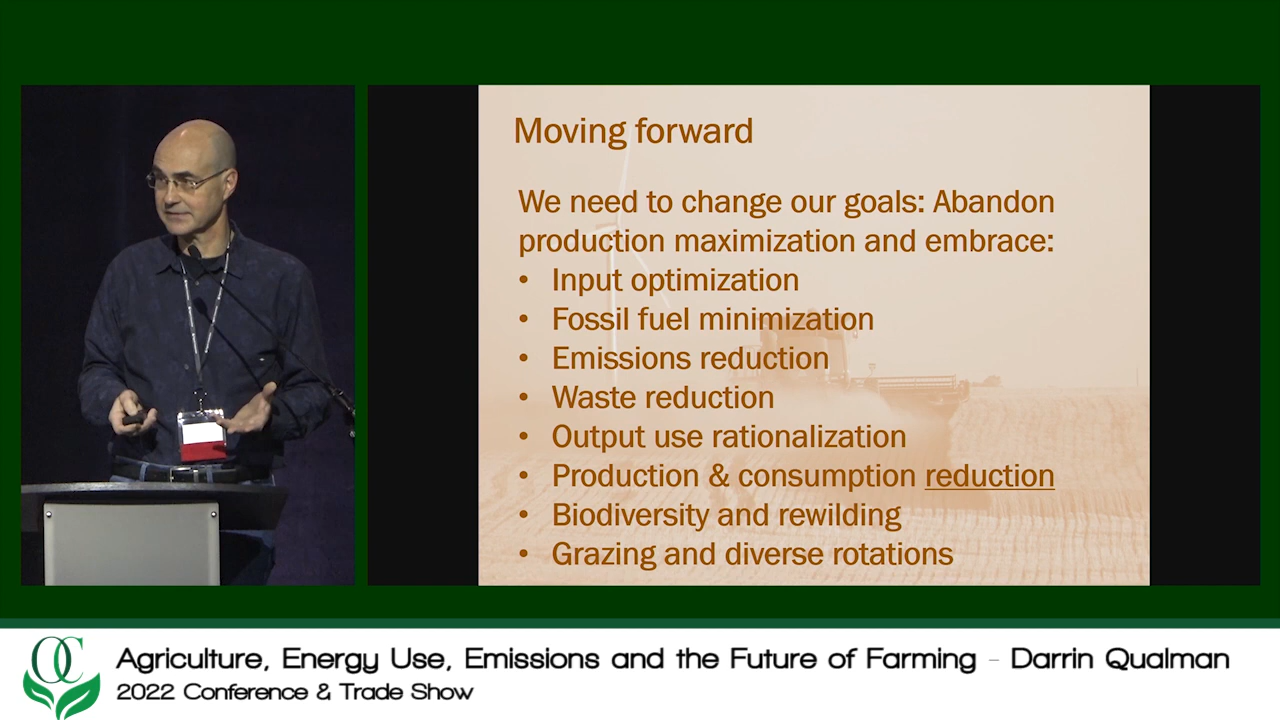 Moving forward
We need to change our goals: Abandon
production maximization and embrace:
• Input optimization
• Fossil fuel minimization
• Emissions reduction
• Waste reduction
• Output use rationalization
• Production & consumption reduction
• Biodiversity and rewilding
• Grazing and diverse rotations
OC
Agriculture, Energy Use, Emissions and the Future of Farming - Darrin Qualman
2022 Conference & Trade Show